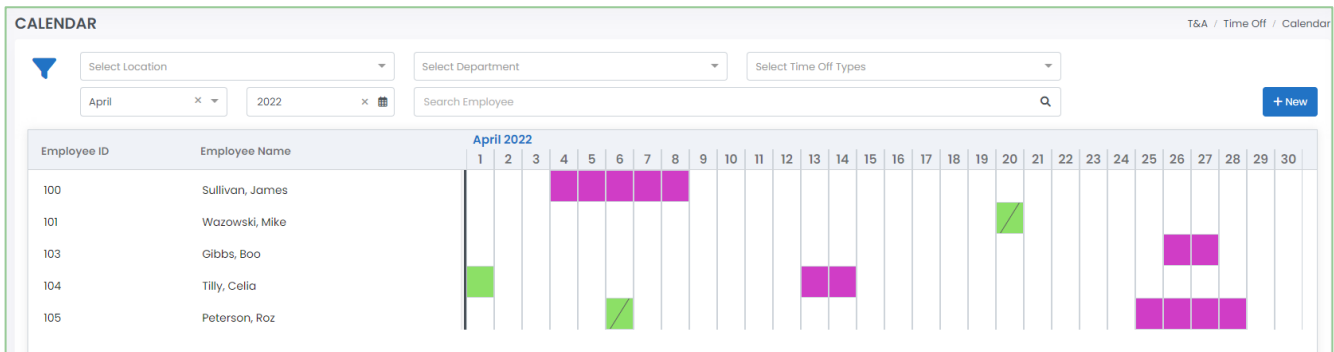 CALENDAR
T&A / Time Off / Calendar
Select Location
Select Department
Select Time Off Types
April ×
2022 ×
Search Employee
+ New
Employee ID
Employee Name
April 2022
1 2 3 4 5 6 7 8 9 10 11 12 13 14 15 16 17 18 19 20 21 22 23 24 25 26 27 28 29 30
100 Sullivan, James
101 Wazowski, Mike
103 Gibbs, Boo
104 Tilly, Celia
105 Peterson, Roz